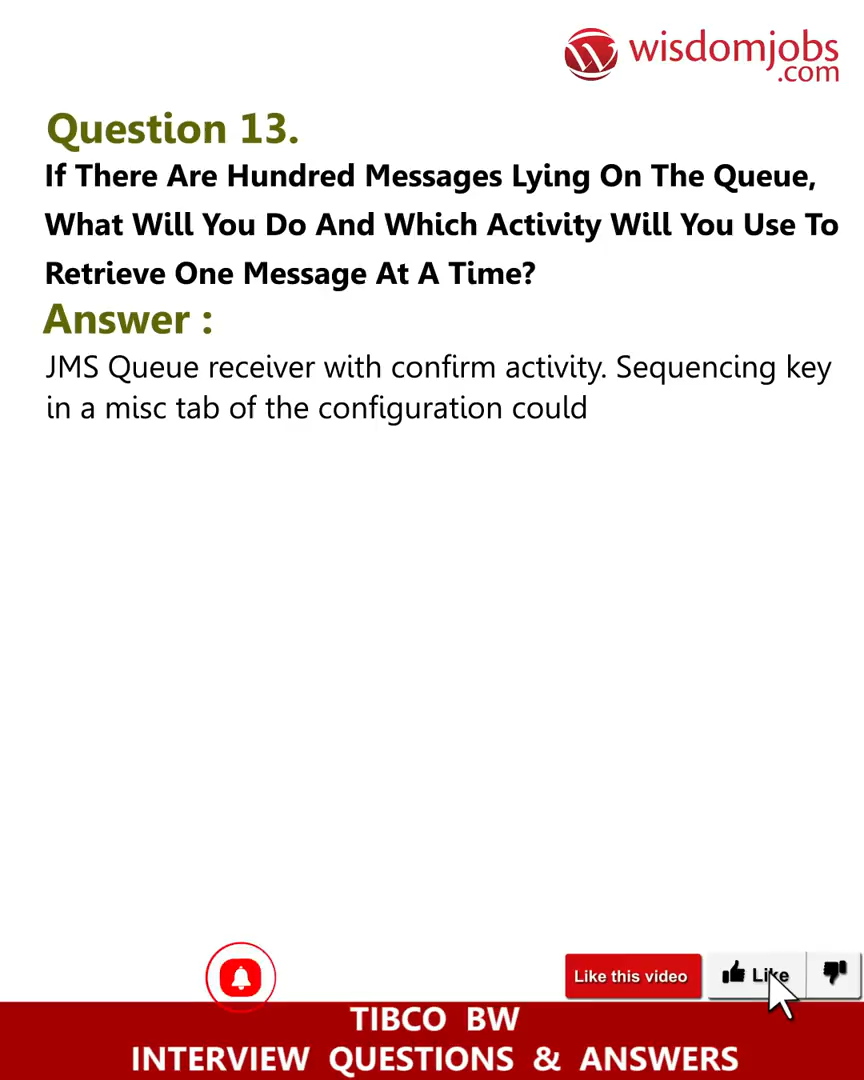 wisdomjobs
.com
Question 13.
If There Are Hundred Messages Lying On The Queue,
What Will You Do And Which Activity Will You Use To
Retrieve One Message At A Time?
Answer :
JMS Queue receiver with confirm activity. Sequencing key
in a misc tab of the configuration could
Like this video
Like
TIBCO BW
INTERVIEW QUESTIONS & ANSWERS